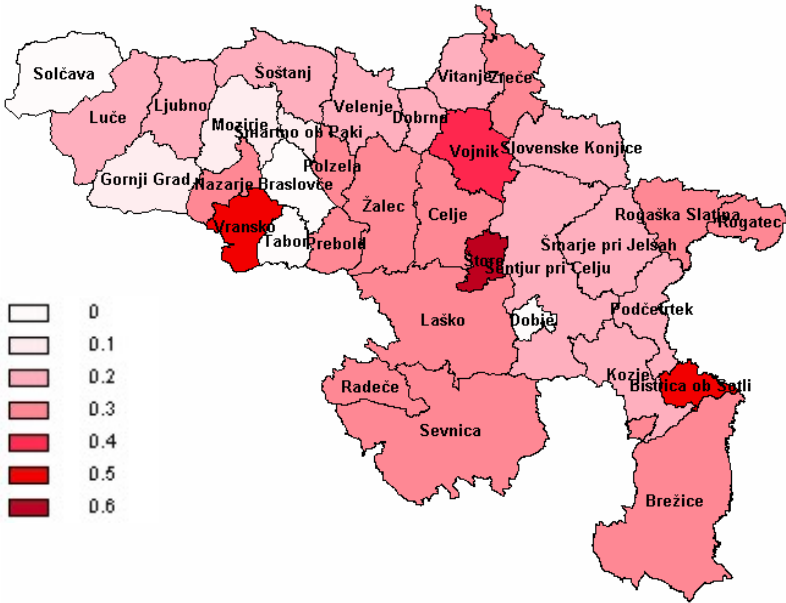 Solčava
Šoštanj
Vitanje
Zreče
Luče
Ljubno
Mozirje
Velenje
Dobrna
Šmartno ob Paki
Vojnik
Slovenske Konjice
Gornji Grad
Nazarje
Braslovče
Polzela
Žalec
Celje
Rogaška Slatina
Rogatec
Vransko
Tabor
Prebold
Štore
Šmarje pri Jelšah
Šentjur pri Celju
Laško
Dobje
Podčetrtek
Radeče
Kozje
Bistrica ob Sotli
Sevnica
Brežice
0
0.1
0.2
0.3
0.4
0.5
0.6